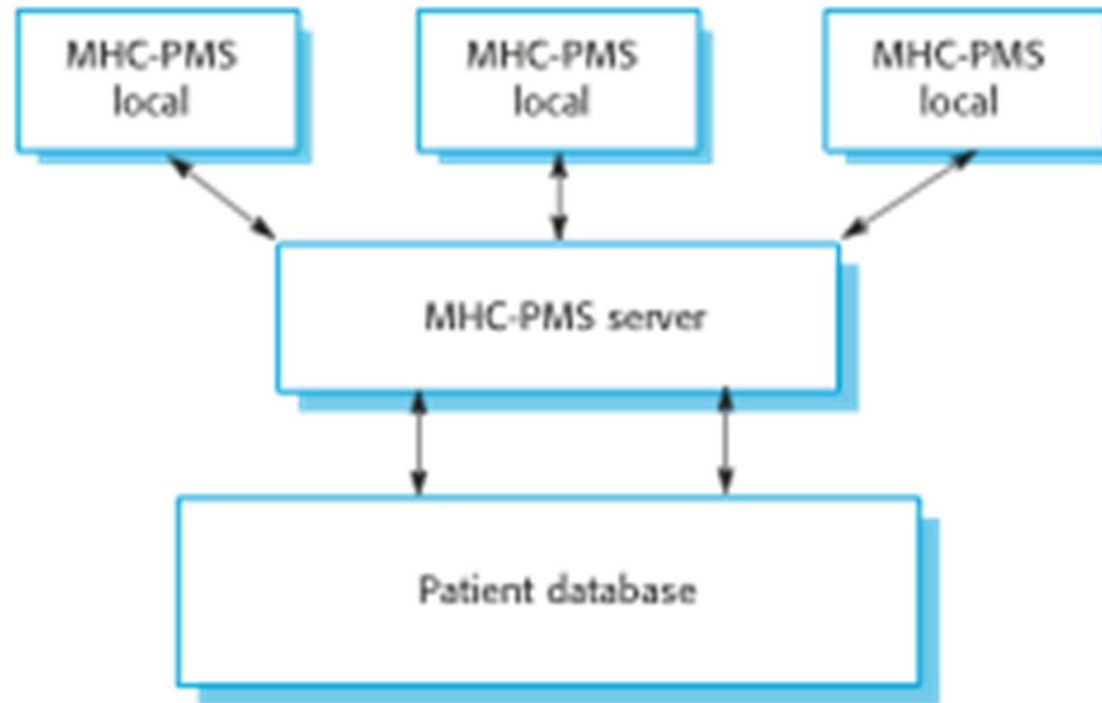 MHC-PMS
local
MHC-PMS
local
MHC-PMS
local
MHC-PMS server
Patient database